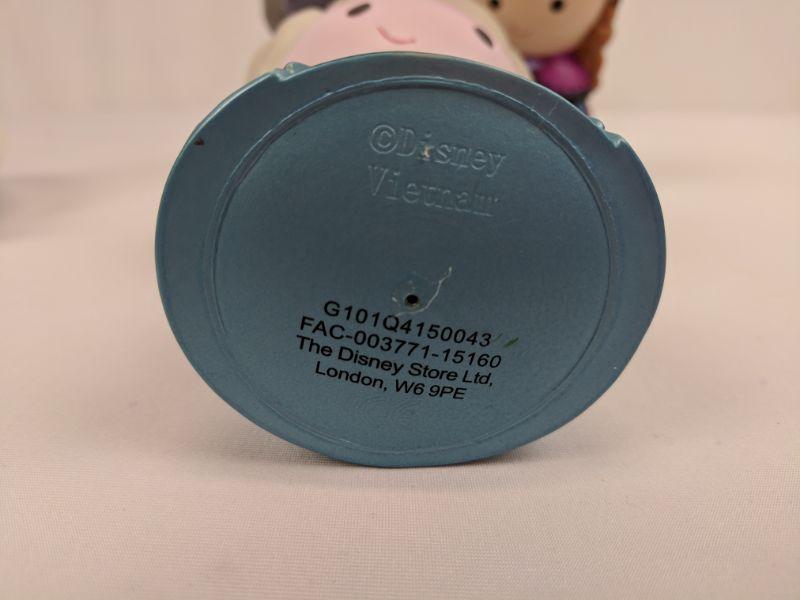 ©Disney
Vietnam
G101Q4150043
FAC-003771-15160
The Disney Store Ltd,
London, W6 9PE